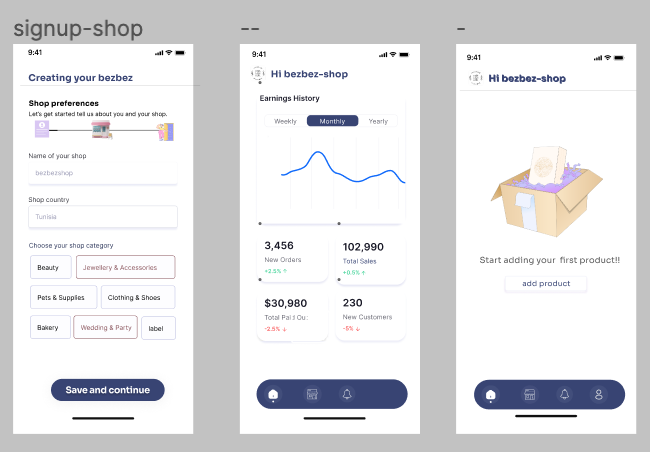 signup-shop
9:41
Creating your bezbez
Shop preferences
Let's get started tell us about you and your shop.
Name of your shop
bezbezshop
Shop country
Tunisia
Choose your shop category
Beauty
Jewellery & Accessories
Pets & Supplies
Clothing & Shoes
Bakery
Wedding & Party
label
Save and continue
--
9:41
Hi bezbez-shop
Earnings History
Weekly
Monthly
Yearly
3,456
New Orders
+2.5% ↑
102,990
Total Sales
+0.5% ↑
$30,980
Total Paid Ou
-2.5% ↓
230
New Customers
-5% ↓
-
9:41
Hi bezbez-shop
Start adding your first product!!
add product